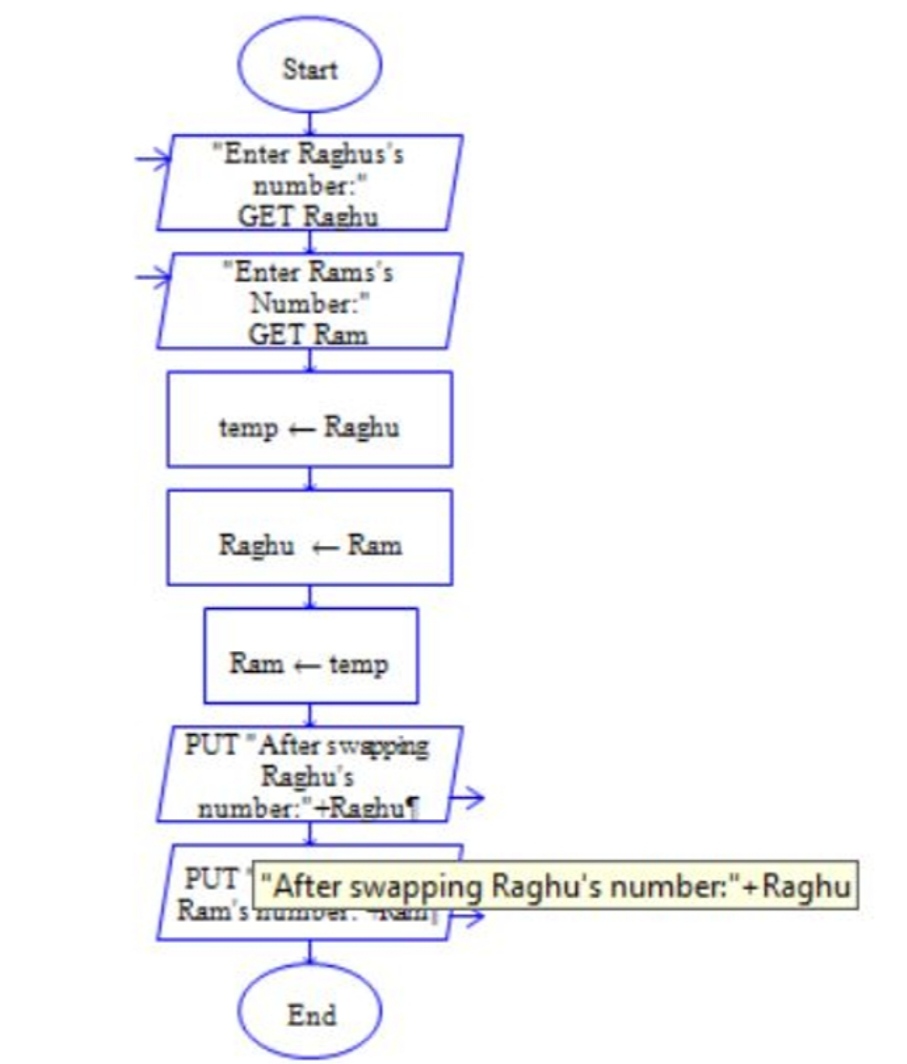 Start
"Enter Raghus's
number:"
GET Raghu
"Enter Rams's
Number:"
GET Ram
temp ← Raghu
Raghu ← Ram
Ram ← temp
PUT "After swapping
Raghu's
number:"+Raghu¶
PUT "
"After swapping Raghu's number:"+Raghu
Ram's number:"+Ram¶
End